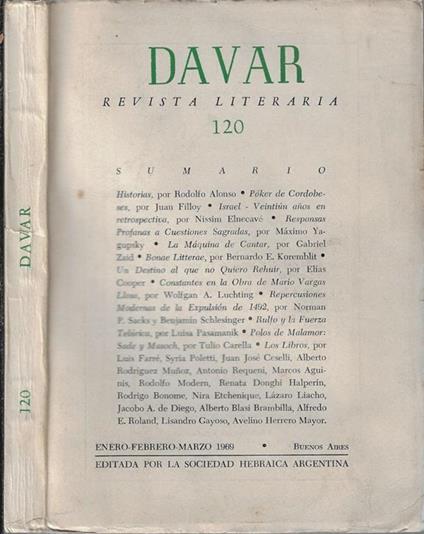 DAVAR
REVISTA LITERARIA
120
SUMARIO
Historias, por Rodolfo Alonso • Póker de Cordobe-
ses, por Juan Filloy • Israel - Veintiún años en
retrospectiva, por Nissim Elnecavé • Responsas
Profanas a Cuestiones Sagradas, por Máximo Ya-
gupsky • La Máquina de Cantar, por Gabriel
Zaid • Bonae Litterae, por Bernardo E. Koremblit •
Un Destino al que no Quiero Rehuir, por Elías
Cooper • Constantes en la Obra de Mario Vargas
Llosa, por Wolfgan A. Luchting • Repercusiones
Modernas de la Expulsión de 1492, por Norman
P. Sacks y Benjamín Schlesinger • Rulfo y la Fuerza
Telúrica, por Luisa Pasamanik • Polos de Malamor:
Sade y Masoch, por Tulio Carella • Los Libros, por
Luis Farré, Syria Poletti, Juan José Ceselli, Alberto
Rodríguez Muñoz, Antonio Requeni, Marcos Agui-
nis, Rodolfo Modern, Renata Donghi Halperín,
Rodrigo Bonome, Nira Etchenique, Lázaro Liacho,
Jacobo A. de Diego, Alberto Blasi Brambilla, Alfredo
E. Roland, Lisandro Gayoso, Avelino Herrero Mayor.
ENERO-FEBRERO-MARZO 1969 • BUENOS AIRES
EDITADA POR LA SOCIEDAD HEBRAICA ARGENTINA
DAVAR
120